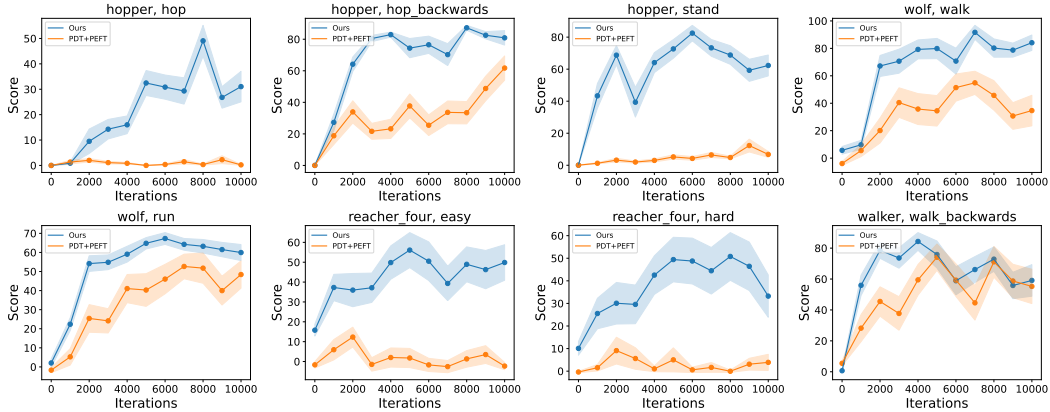 hopper, hop
Ours
PDT+PEFT
Score
50
40
30
20
10
0
0 2000 4000 6000 8000 10000
Iterations
hopper, hop_backwards
Ours
PDT+PEFT
Score
80
60
40
20
0
0 2000 4000 6000 8000 10000
Iterations
hopper, stand
Ours
PDT+PEFT
Score
80
60
40
20
0
0 2000 4000 6000 8000 10000
Iterations
wolf, walk
Ours
PDT+PEFT
Score
100
80
60
40
20
0
0 2000 4000 6000 8000 10000
Iterations
wolf, run
Ours
PDT+PEFT
Score
70
60
50
40
30
20
10
0
0 2000 4000 6000 8000 10000
Iterations
reacher_four, easy
Ours
PDT+PEFT
Score
60
50
40
30
20
10
0
0 2000 4000 6000 8000 10000
Iterations
reacher_four, hard
Ours
PDT+PEFT
Score
60
50
40
30
20
10
0
0 2000 4000 6000 8000 10000
Iterations
walker, walk_backwards
Ours
PDT+PEFT
Score
80
60
40
20
0
0 2000 4000 6000 8000 10000
Iterations